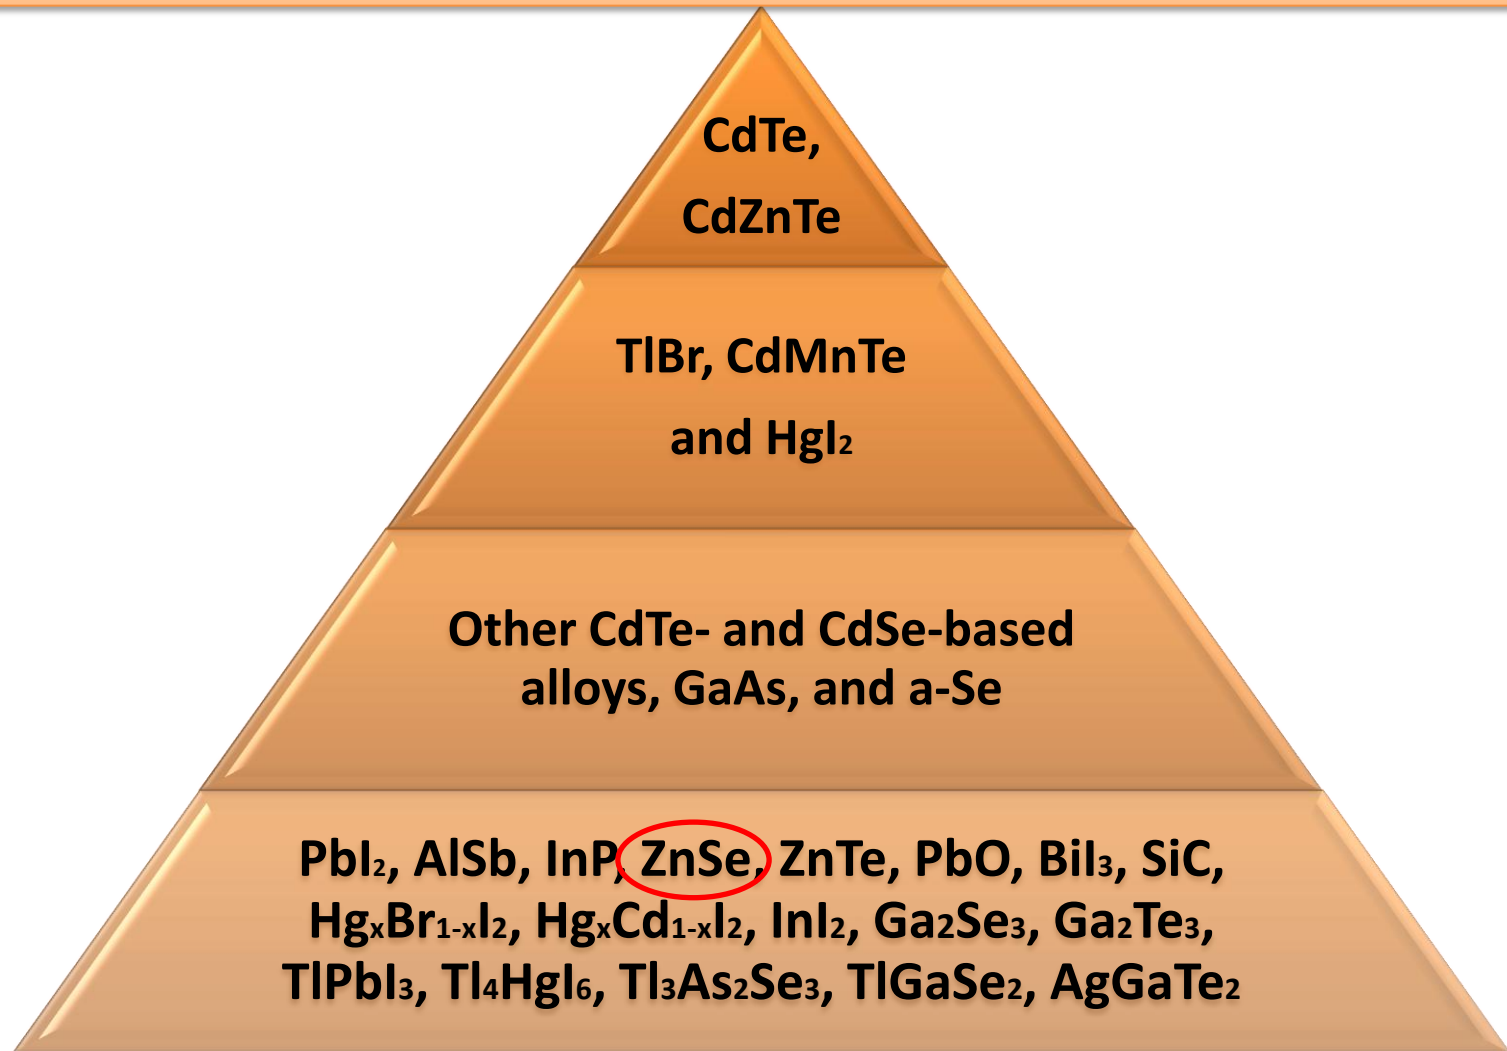 CdTe,
CdZnTe
TlBr, CdMnTe
and HgI₂
Other CdTe- and CdSe-based
alloys, GaAs, and a-Se
PbI₂, AlSb, InP, ZnSe, ZnTe, PbO, BiI₃, SiC,
HgₓBr₁₋ₓI₂, HgₓCd₁₋ₓI₂, InI₂, Ga₂Se₃, Ga₂Te₃,
TlPbI₃, Tl₄HgI₆, Tl₃As₂Se₃, TlGaSe₂, AgGaTe₂